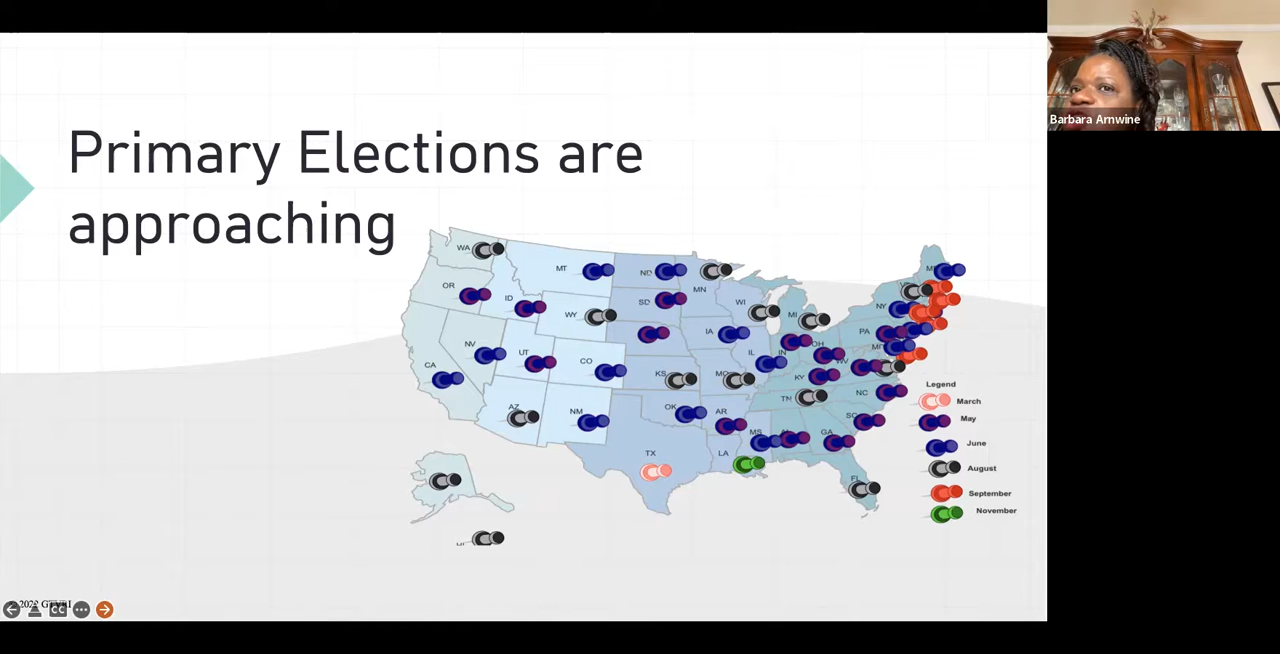 Primary Elections are
approaching
Barbara Arnwine
WA
MT
ND
OR
ID
SD
MN
WI
MI
NY
WY
PA
IA
NV
UT
CO
IL
IN
OH
WV
CA
KS
KY
NC
AZ
NM
OK
AR
TN
SC
MS
GA
TX
LA
FL
Legend
March
May
June
August
September
November
CC